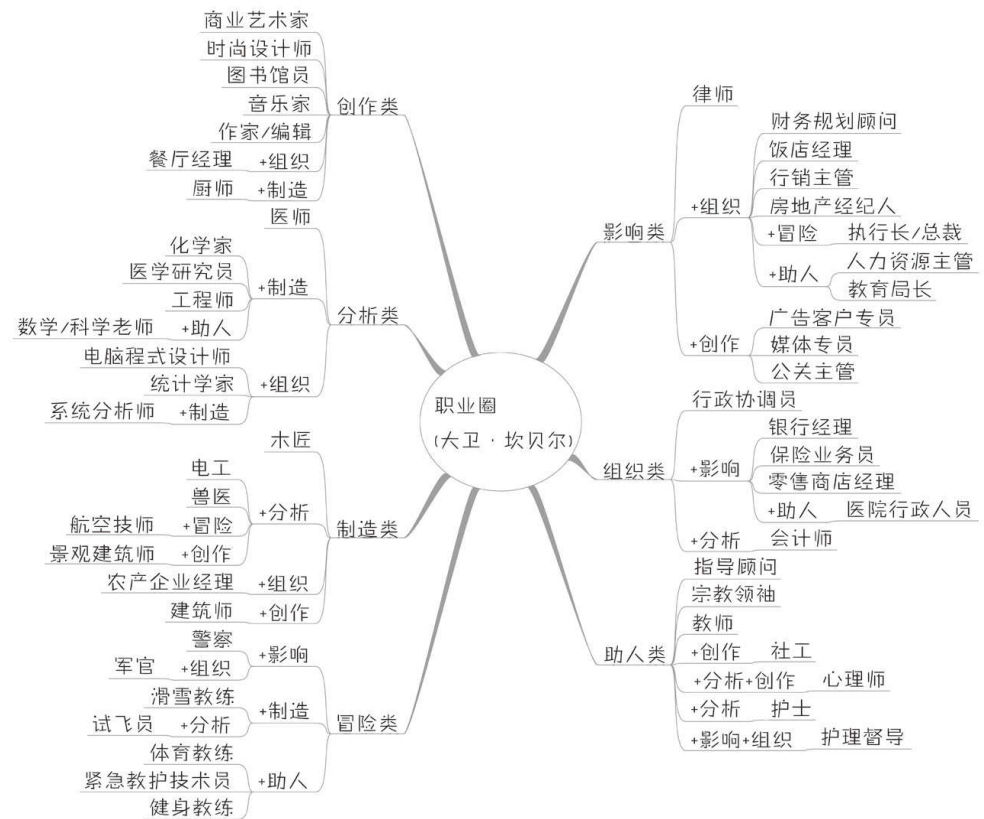 职业圈
(大卫·坎贝尔)
创作类
商业艺术家
时尚设计师
图书馆员
音乐家
作家/编辑
+组织
餐厅经理
+制造
厨师
分析类
医师
+制造
化学家
医学研究员
工程师
+助人
数学/科学老师
+组织
电脑程式设计师
统计学家
+制造
系统分析师
制造类
木匠
+分析
电工
兽医
+冒险
航空技师
+创作
景观建筑师
+组织
农产企业经理
+创作
建筑师
冒险类
+影响
警察
+组织
军官
+制造
滑雪教练
+分析
试飞员
+助人
体育教练
紧急教护技术员
健身教练
影响类
律师
+组织
财务规划顾问
饭店经理
行销主管
房地产经纪人
+冒险
执行长/总裁
+助人
人力资源主管
教育局长
+创作
广告客户专员
媒体专员
公关主管
组织类
行政协调员
+影响
银行经理
保险业务员
零售商店经理
+助人
医院行政人员
+分析
会计师
助人类
指导顾问
宗教领袖
教师
+创作
社工
+分析+创作
心理师
+分析
护士
+影响+组织
护理督导